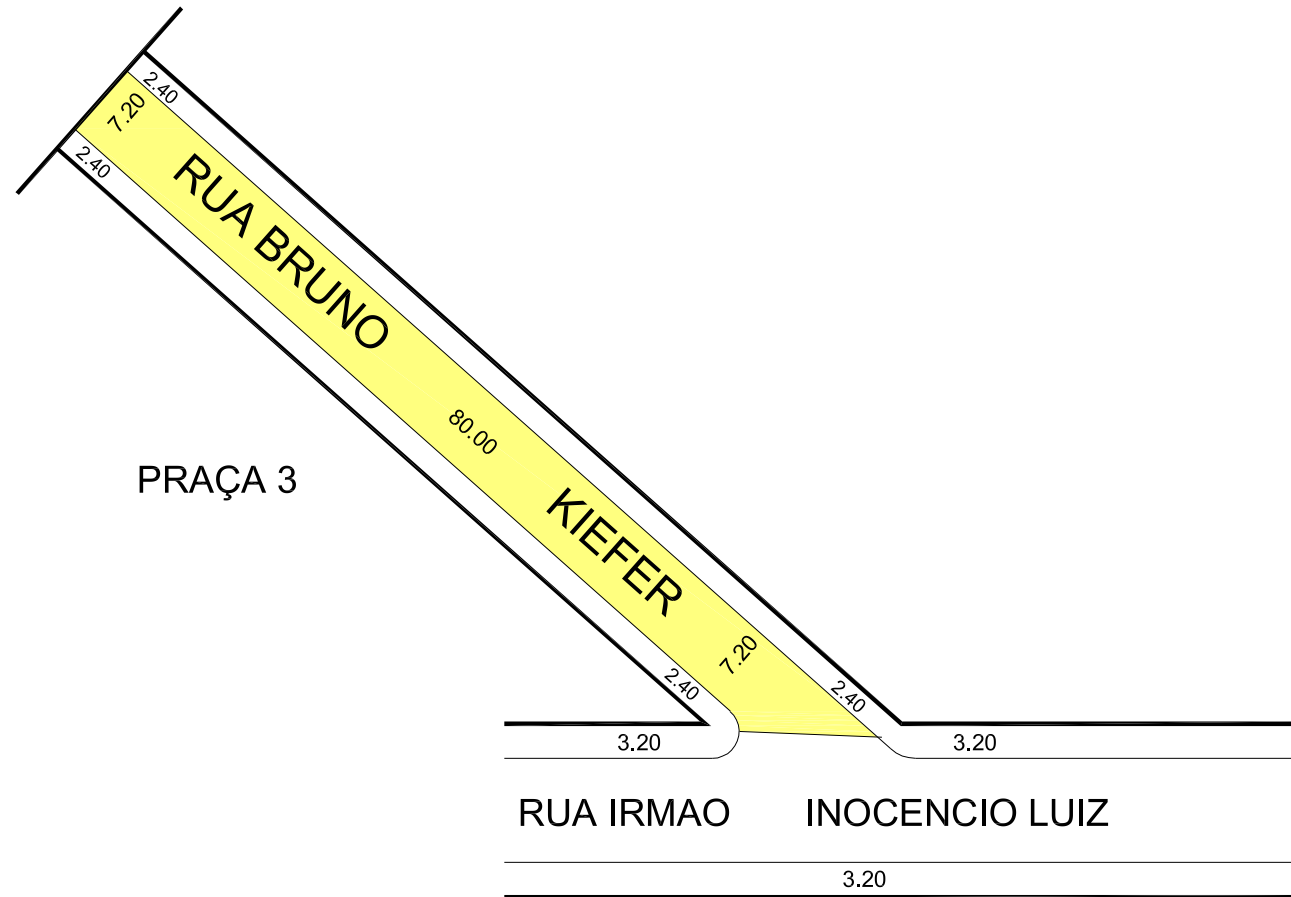 2.40
7.20
2.40
RUA BRUNO
80.00
PRAÇA 3
KIEFER
7.20
2.40
2.40
3.20
3.20
RUA IRMAO INOCENCIO LUIZ
3.20